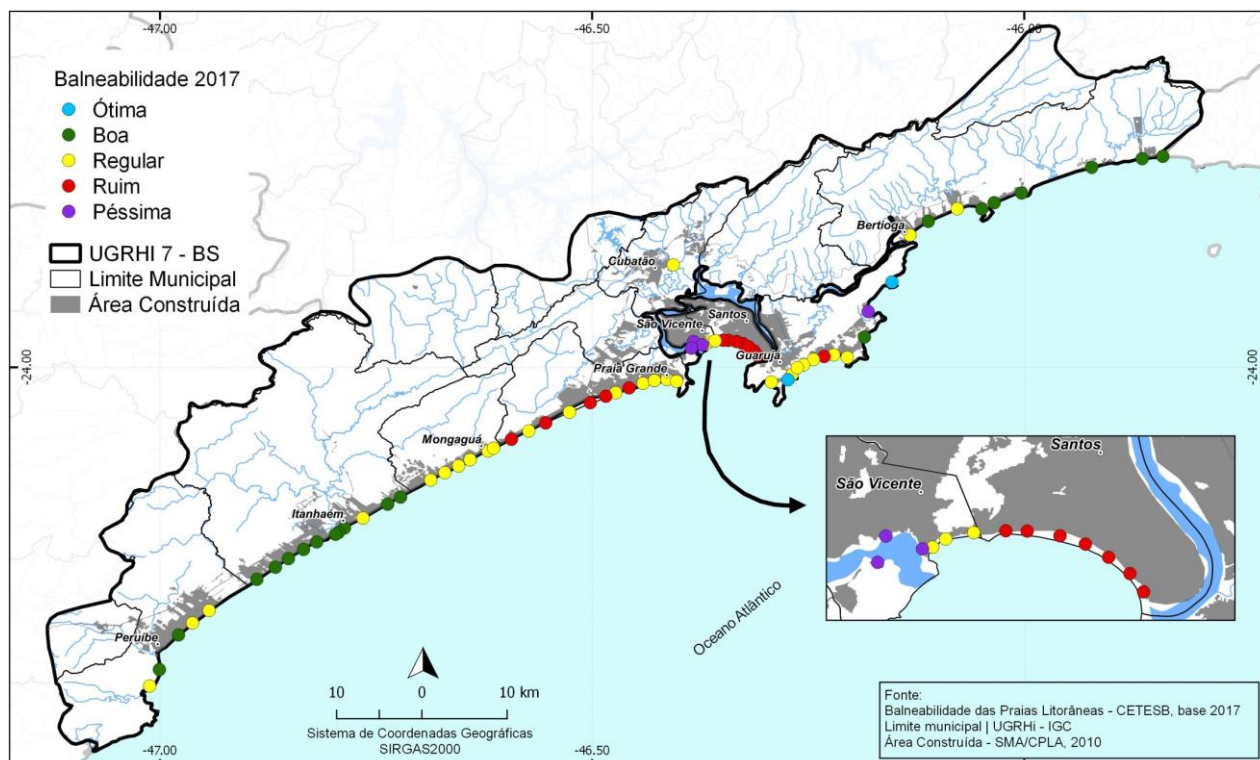 -47.00
-46.50
-46.00
Balneabilidade 2017
Ótima
Boa
Regular
Ruim
Péssima
UGRHI 7 - BS
Limite Municipal
Área Construída
Bertioga
Cubatão
São Vicente
Santos
Guarujá
Praia Grande
-24.00
-24.00
Mongaguá
Itanhaém
Peruíbe
Santos
São Vicente
Oceano Atlântico
10 0 10 km
Sistema de Coordenadas Geográficas
SIRGAS2000
Fonte:
Balneabilidade das Praias Litorâneas - CETESB, base 2017
Limite municipal | UGRHi - IGC
Área Construída - SMA/CPLA, 2010
-47.00
-46.50